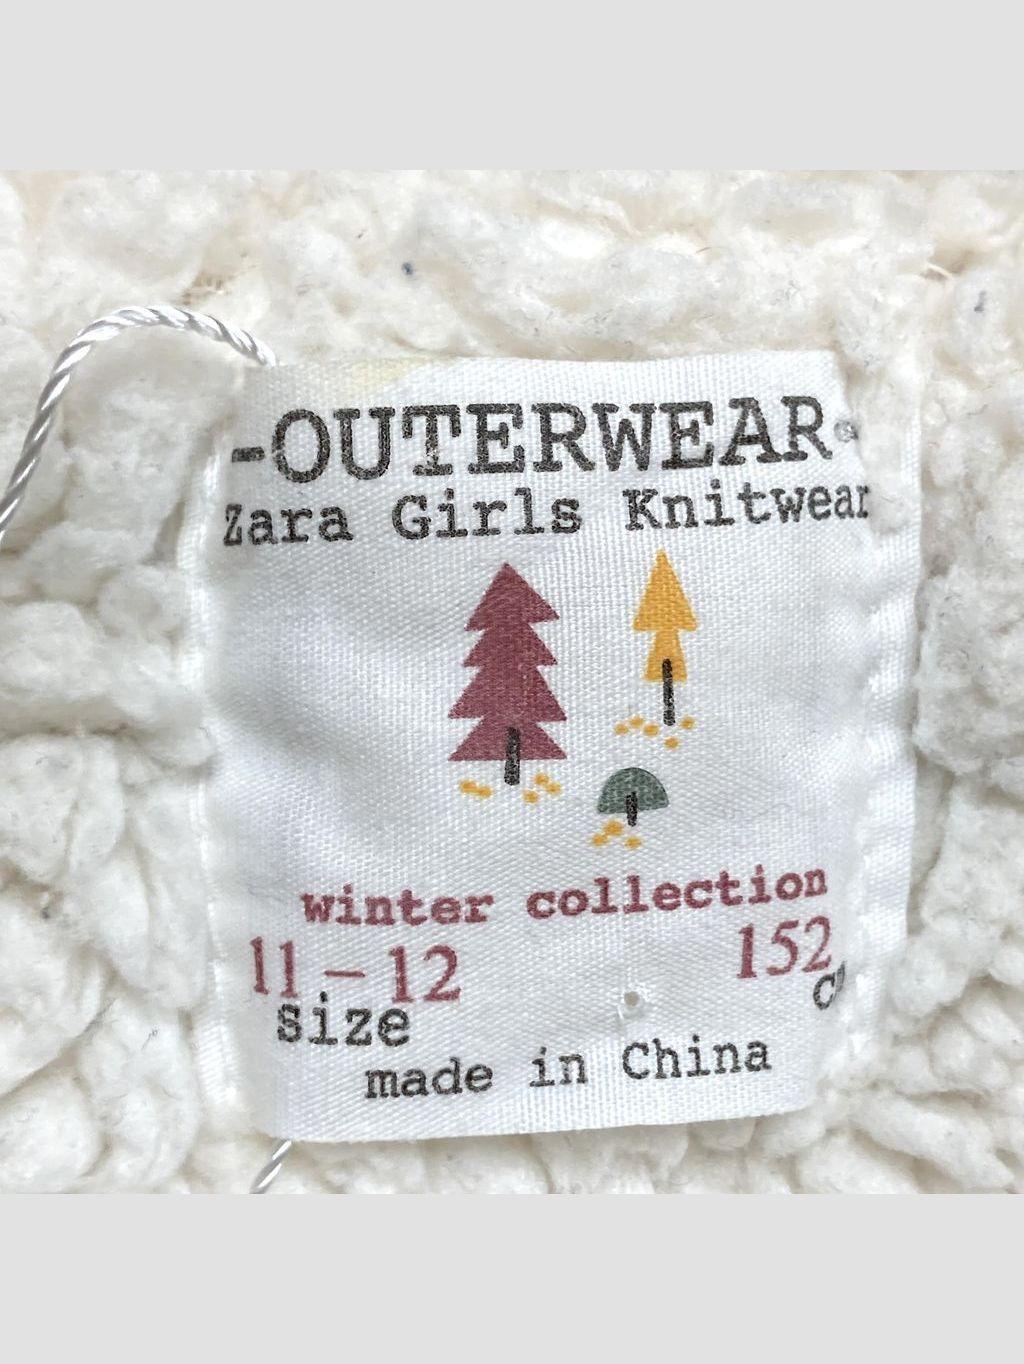 -OUTERWEAR-
Zara Girls Knitwear
winter collection
11-12 152
size
made in China